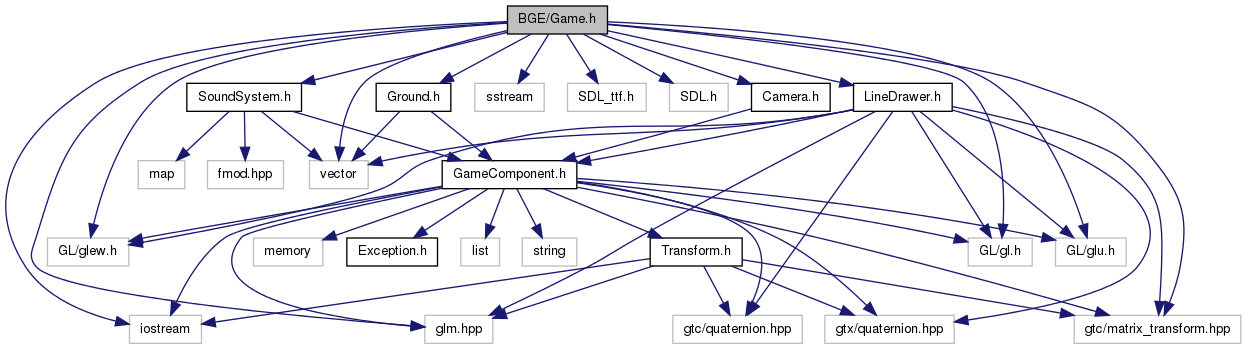 BGE/Game.h
SoundSystem.h
Ground.h
sstream
SDL_ttf.h
SDL.h
Camera.h
LineDrawer.h
map
fmod.hpp
vector
GameComponent.h
GL/glew.h
memory
Exception.h
list
string
Transform.h
GL/gl.h
GL/glu.h
iostream
glm.hpp
gtc/quaternion.hpp
gtx/quaternion.hpp
gtc/matrix_transform.hpp